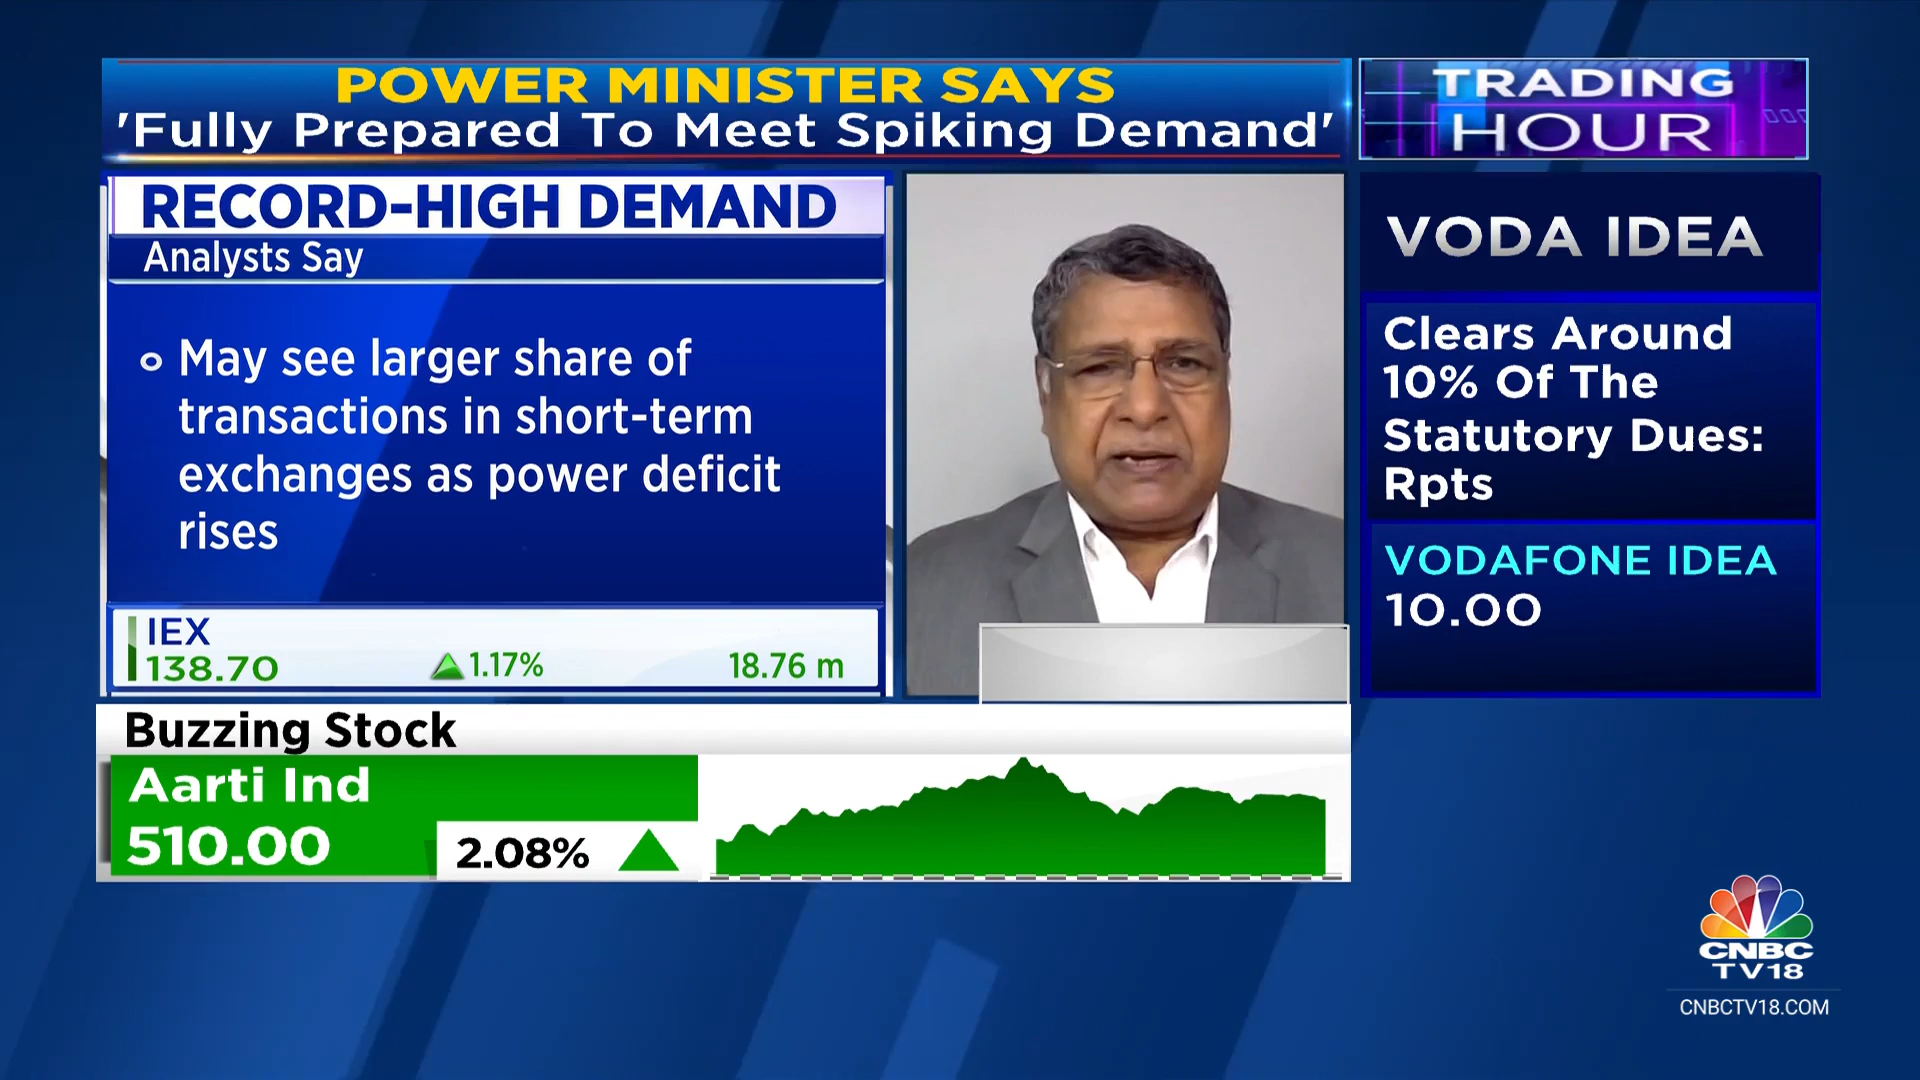 POWER MINISTER SAYS
'Fully Prepared To Meet Spiking Demand'
TRADING
HOUR
RECORD-HIGH DEMAND
Analysts Say
May see larger share of
transactions in short-term
exchanges as power deficit
rises
IEX
138.70 1.17% 18.76 m
VODA IDEA
Clears Around
10% Of The
Statutory Dues:
Rpts
VODAFONE IDEA
10.00
Buzzing Stock
Aarti Ind
510.00
2.08%
CNBC
TV18
CNBCTV18.COM